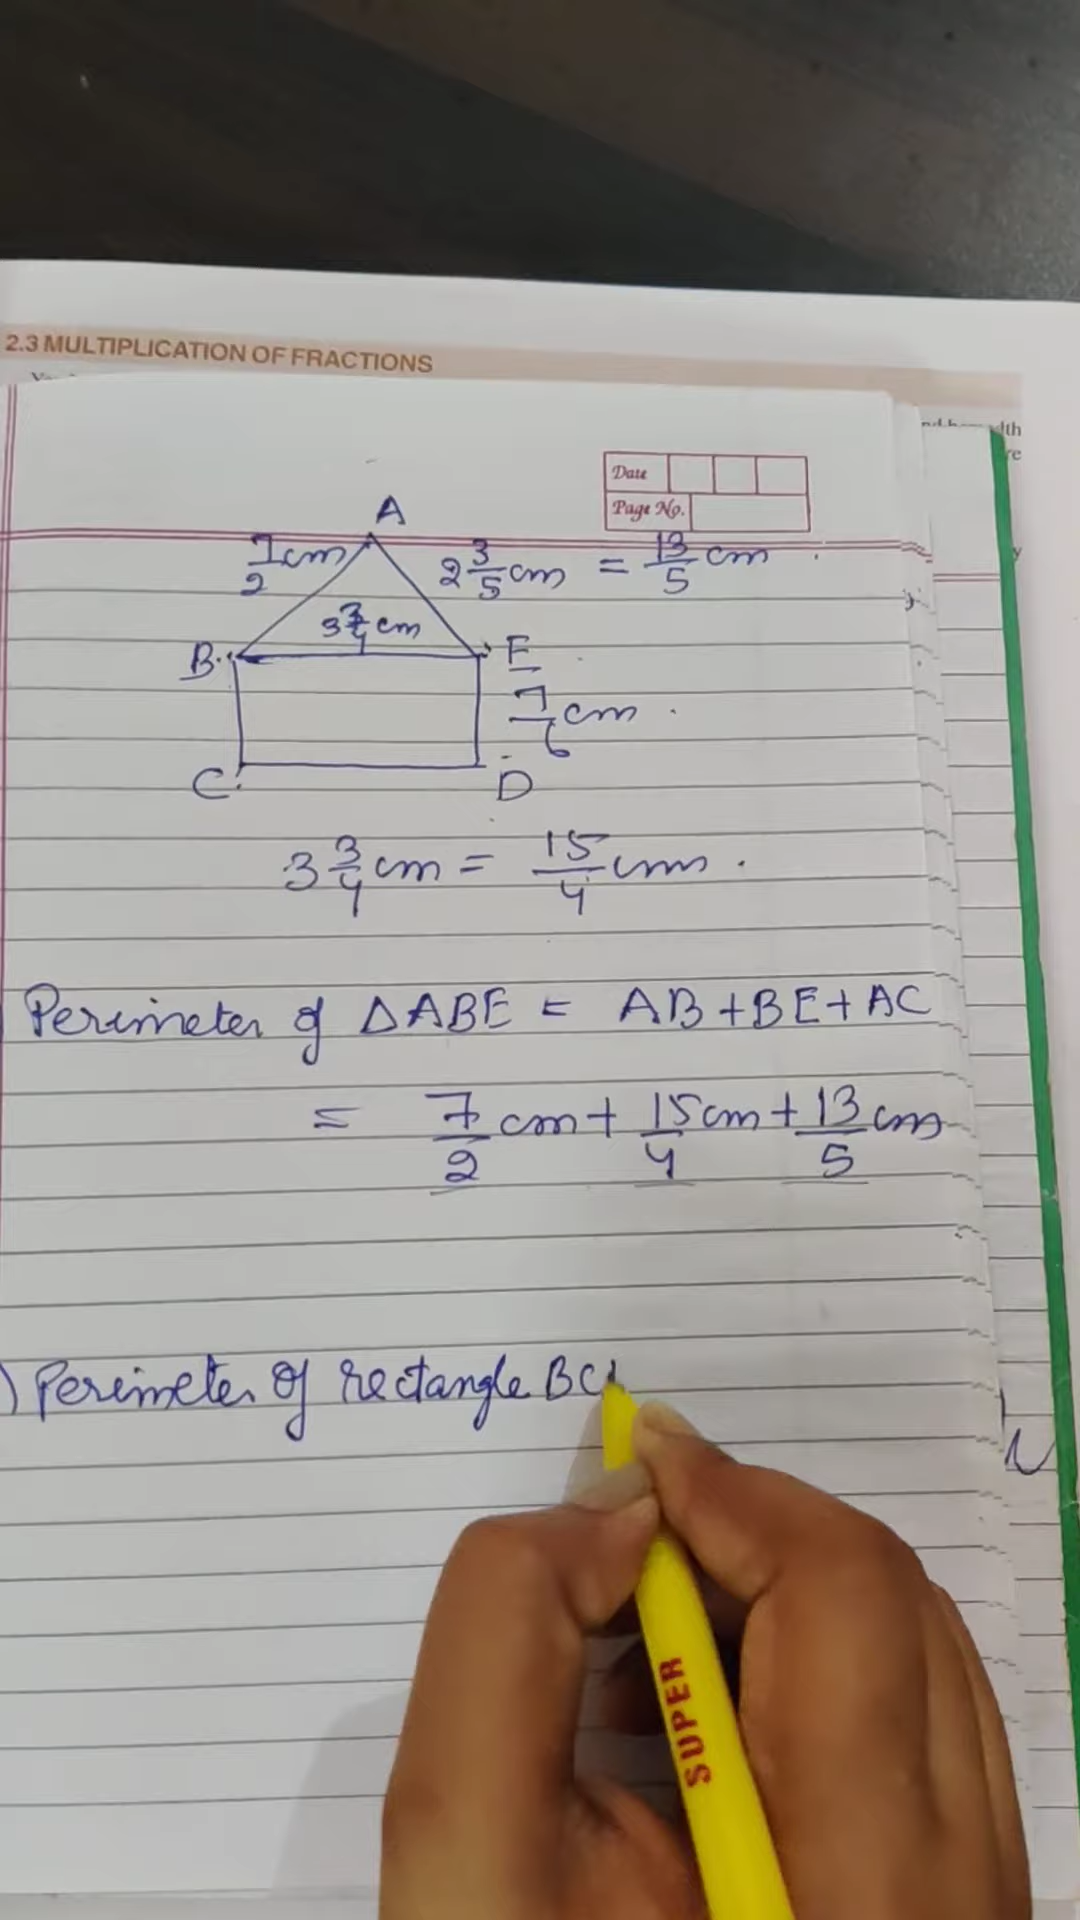 2.3 MULTIPLICATION OF FRACTIONS
Date
Page No.
A
7/2 cm
2 3/5 cm = 13/5 cm
3 3/4 cm
B
E
7/6 cm
C
D
3 3/4 cm = 15/4 cm.
Perimeter of △ABE = AB+BE+AC
= 7/2 cm + 15/4 cm + 13/5 cm
) Perimeter of rectangle BC
SUPER